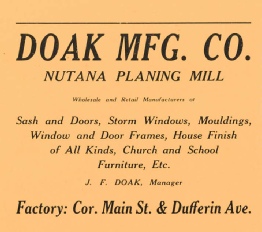 DOAK MFG. CO.
NUTANA PLANING MILL
Wholesale and Retail Manufacturers of
Sash and Doors, Storm Windows, Mouldings,
Window and Door Frames, House Finish
of All Kinds, Church and School
Furniture, Etc.
J. F. DOAK, Manager
Factory: Cor. Main St. & Dufferin Ave.